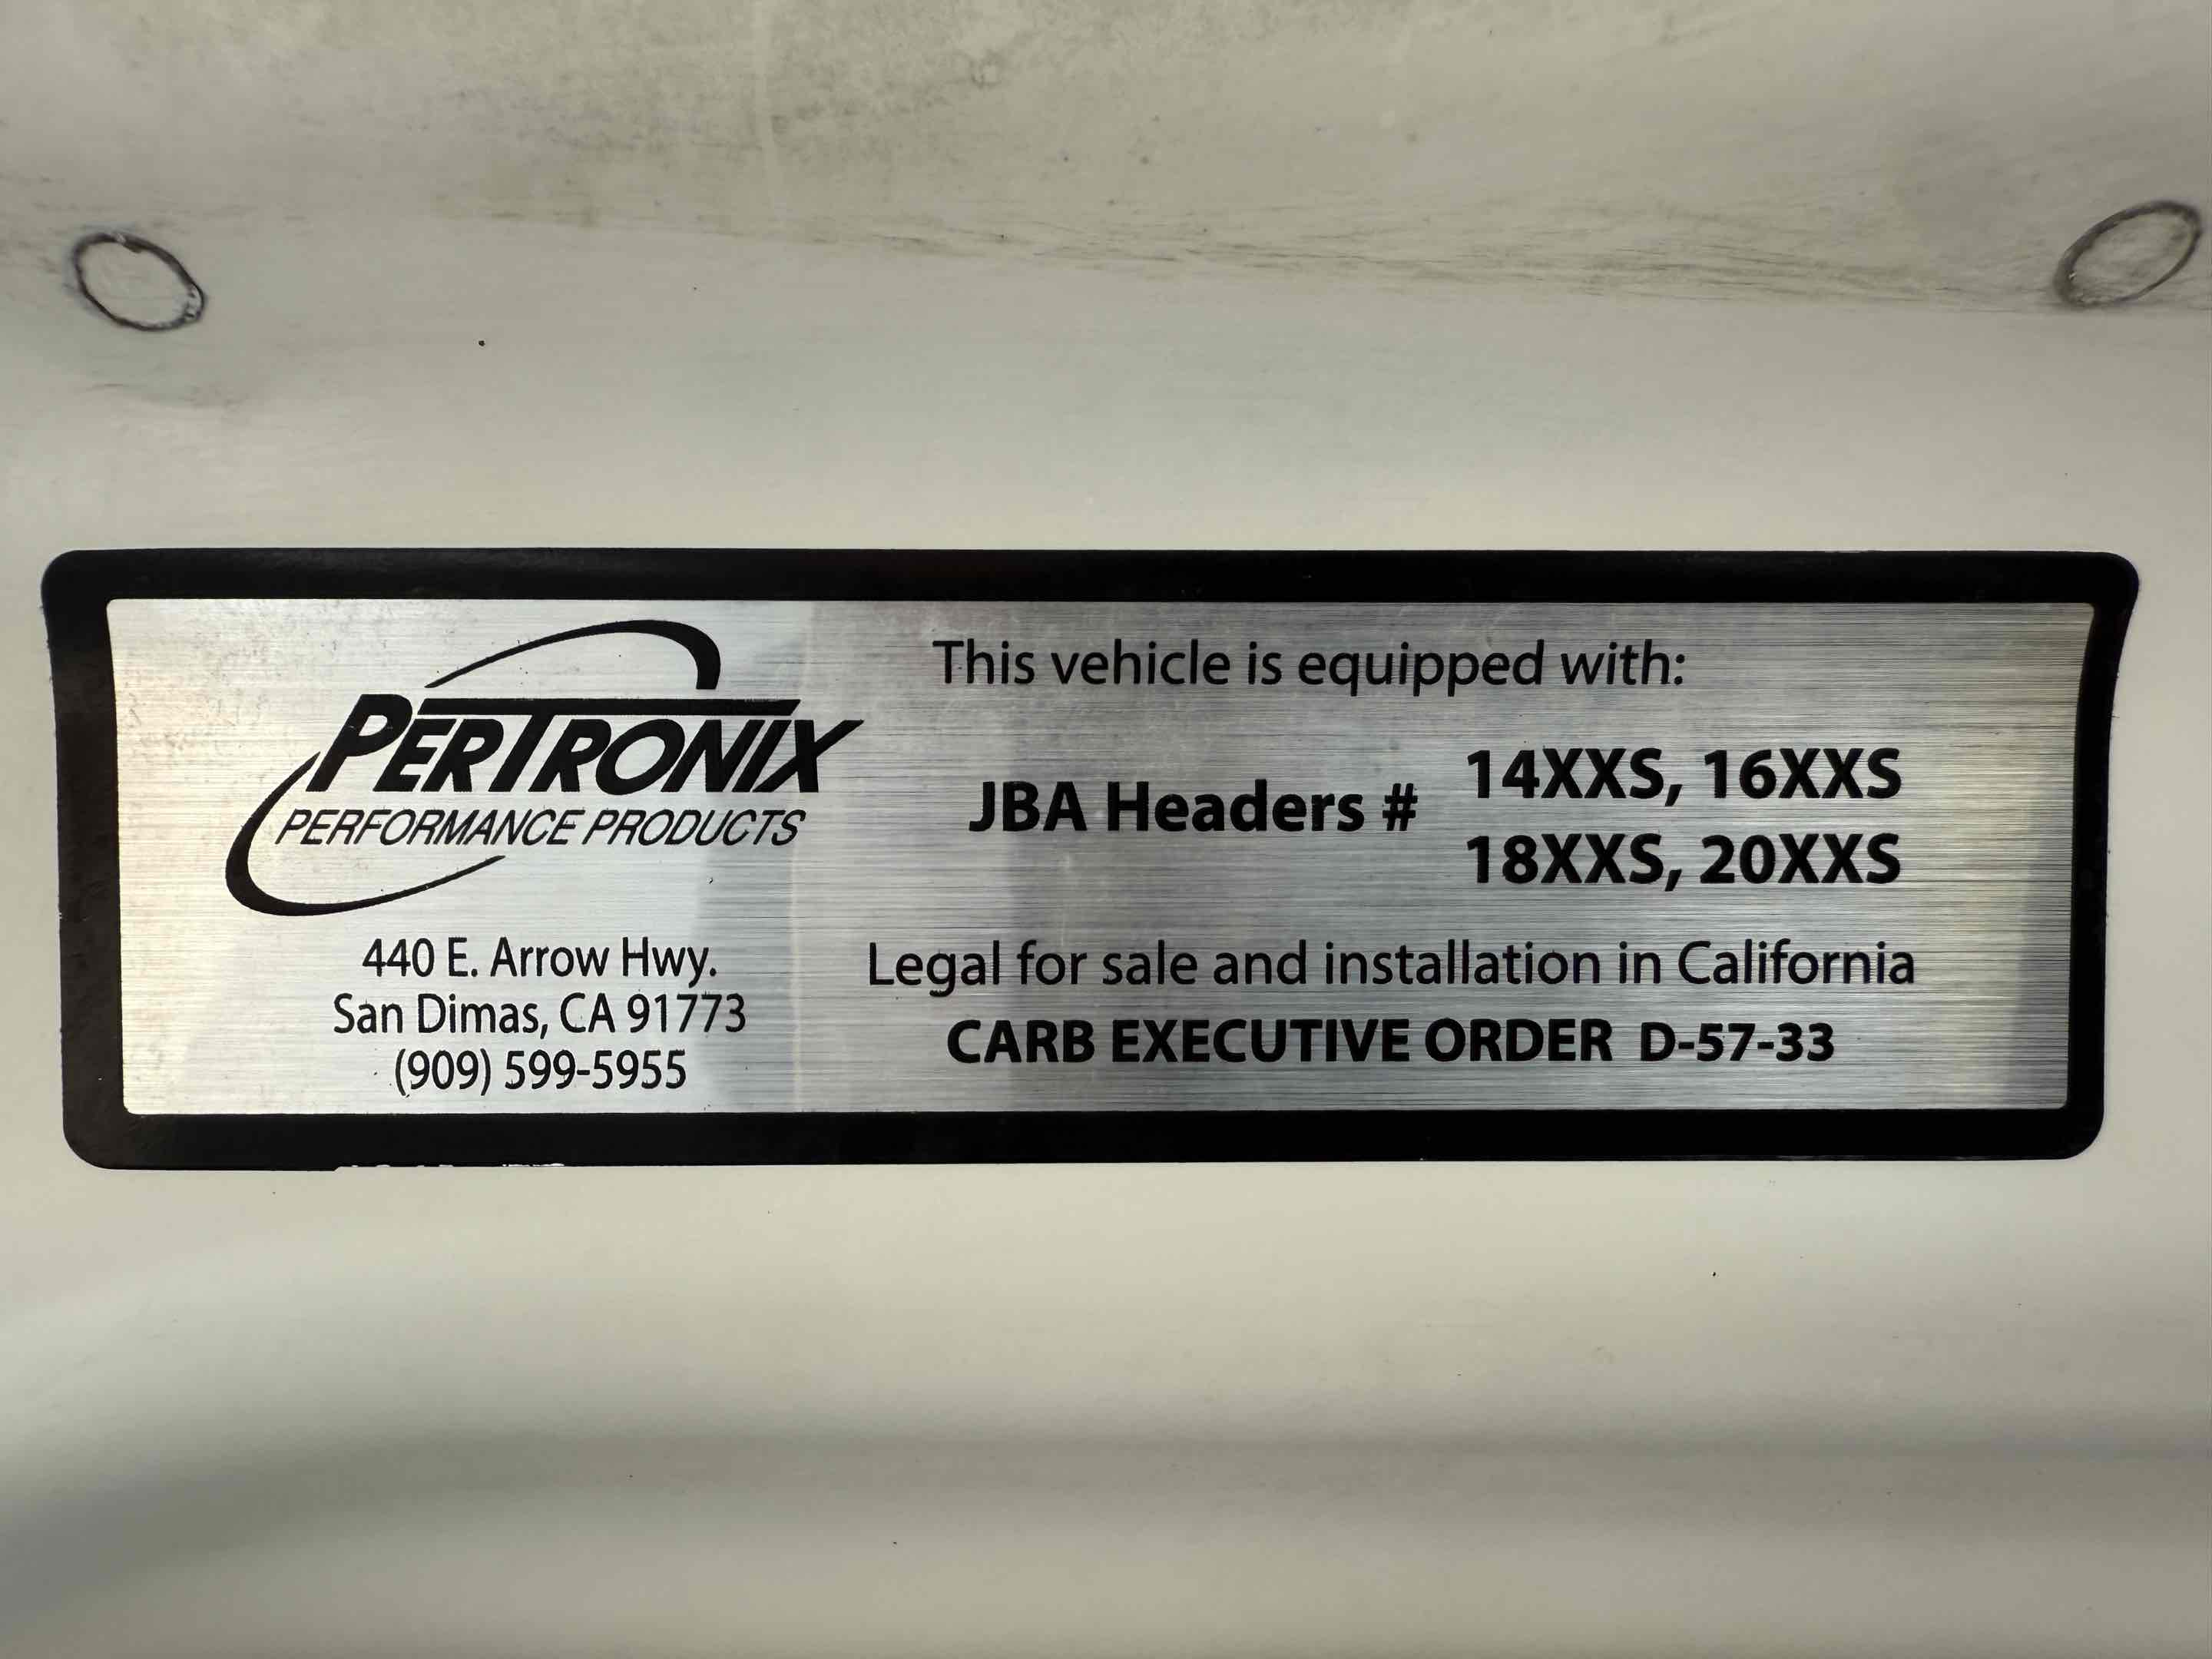 PERTRONIX
PERFORMANCE PRODUCTS
440 E. Arrow Hwy.
San Dimas, CA 91773
(909) 599-5955
This vehicle is equipped with:
JBA Headers # 14XXS, 16XXS
18XXS, 20XXS
Legal for sale and installation in California
CARB EXECUTIVE ORDER D-57-33